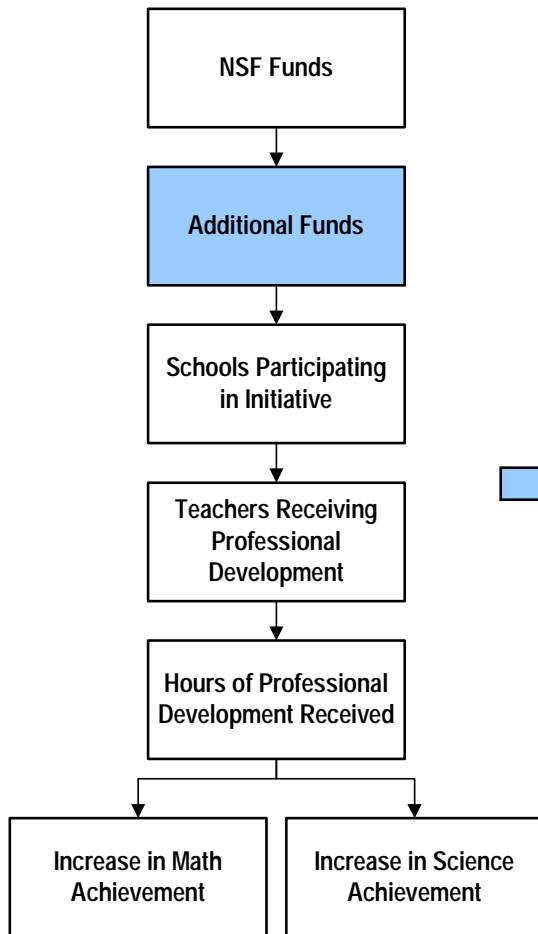 NSF Funds
Additional Funds
Schools Participating
in Initiative
Teachers Receiving
Professional
Development
Hours of Professional
Development Received
Increase in Math
Achievement
Increase in Science
Achievement